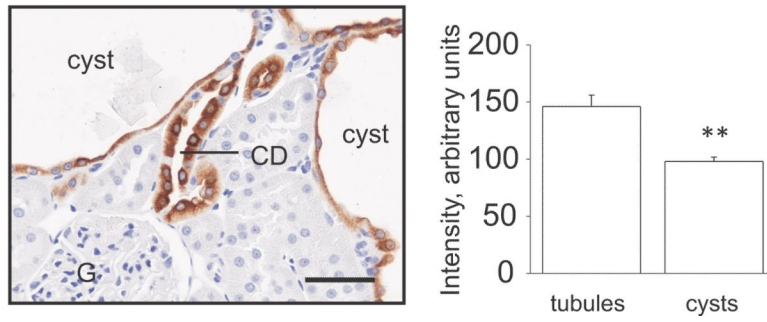 cyst
cyst
CD
G
Intensity, arbitrary units
200
150
100
50
0
**
tubules
cysts